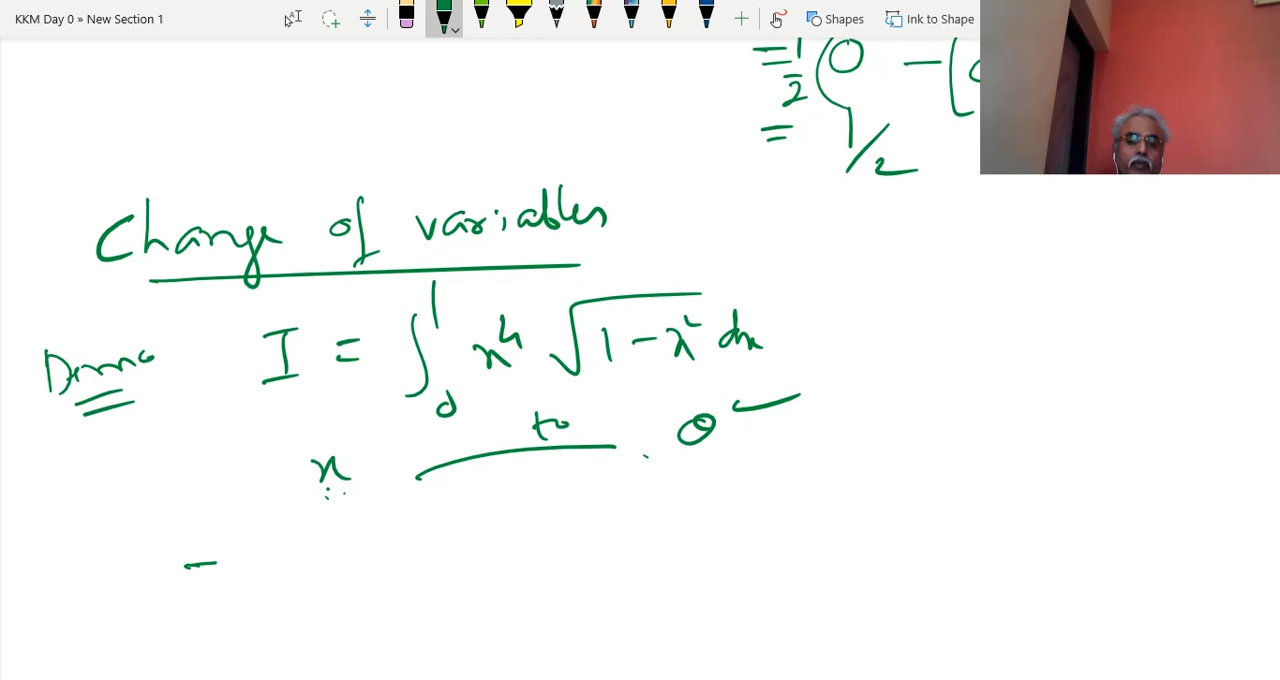 KKM Day 0 » New Section 1
Shapes
Ink to Shape
= 1/2 (0 - (
= 1/2
Change of variables
Demo I = ∫₀¹ x⁴ √(1-x²) dx
x to θ